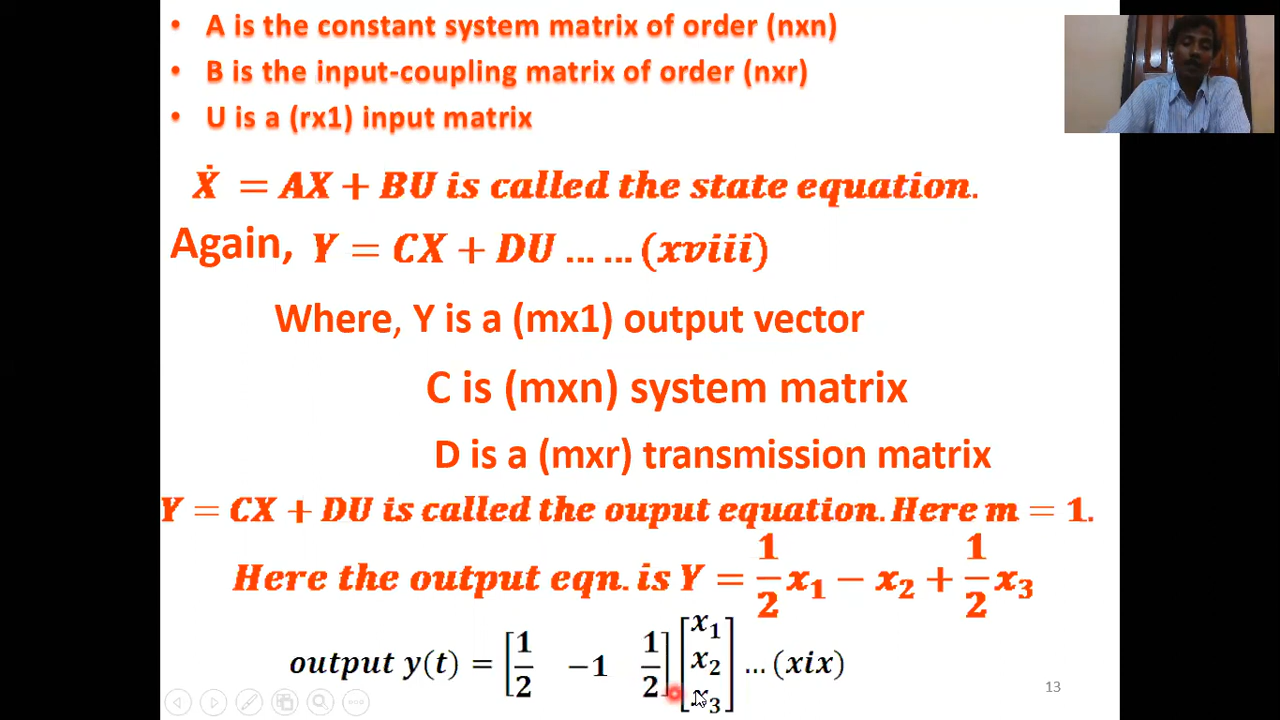 • A is the constant system matrix of order (nxn)
• B is the input-coupling matrix of order (nxr)
• U is a (rx1) input matrix
Ẋ = AX + BU is called the state equation.
Again, Y = CX + DU … … (xviii)
Where, Y is a (mx1) output vector
C is (mxn) system matrix
D is a (mxr) transmission matrix
Y = CX + DU is called the ouput equation. Here m = 1.
Here the output eqn. is Y = 1/2 x₁ − x₂ + 1/2 x₃
output y(t) = [1/2 −1 1/2] [x₁ x₂ x₃] … (xix)
13